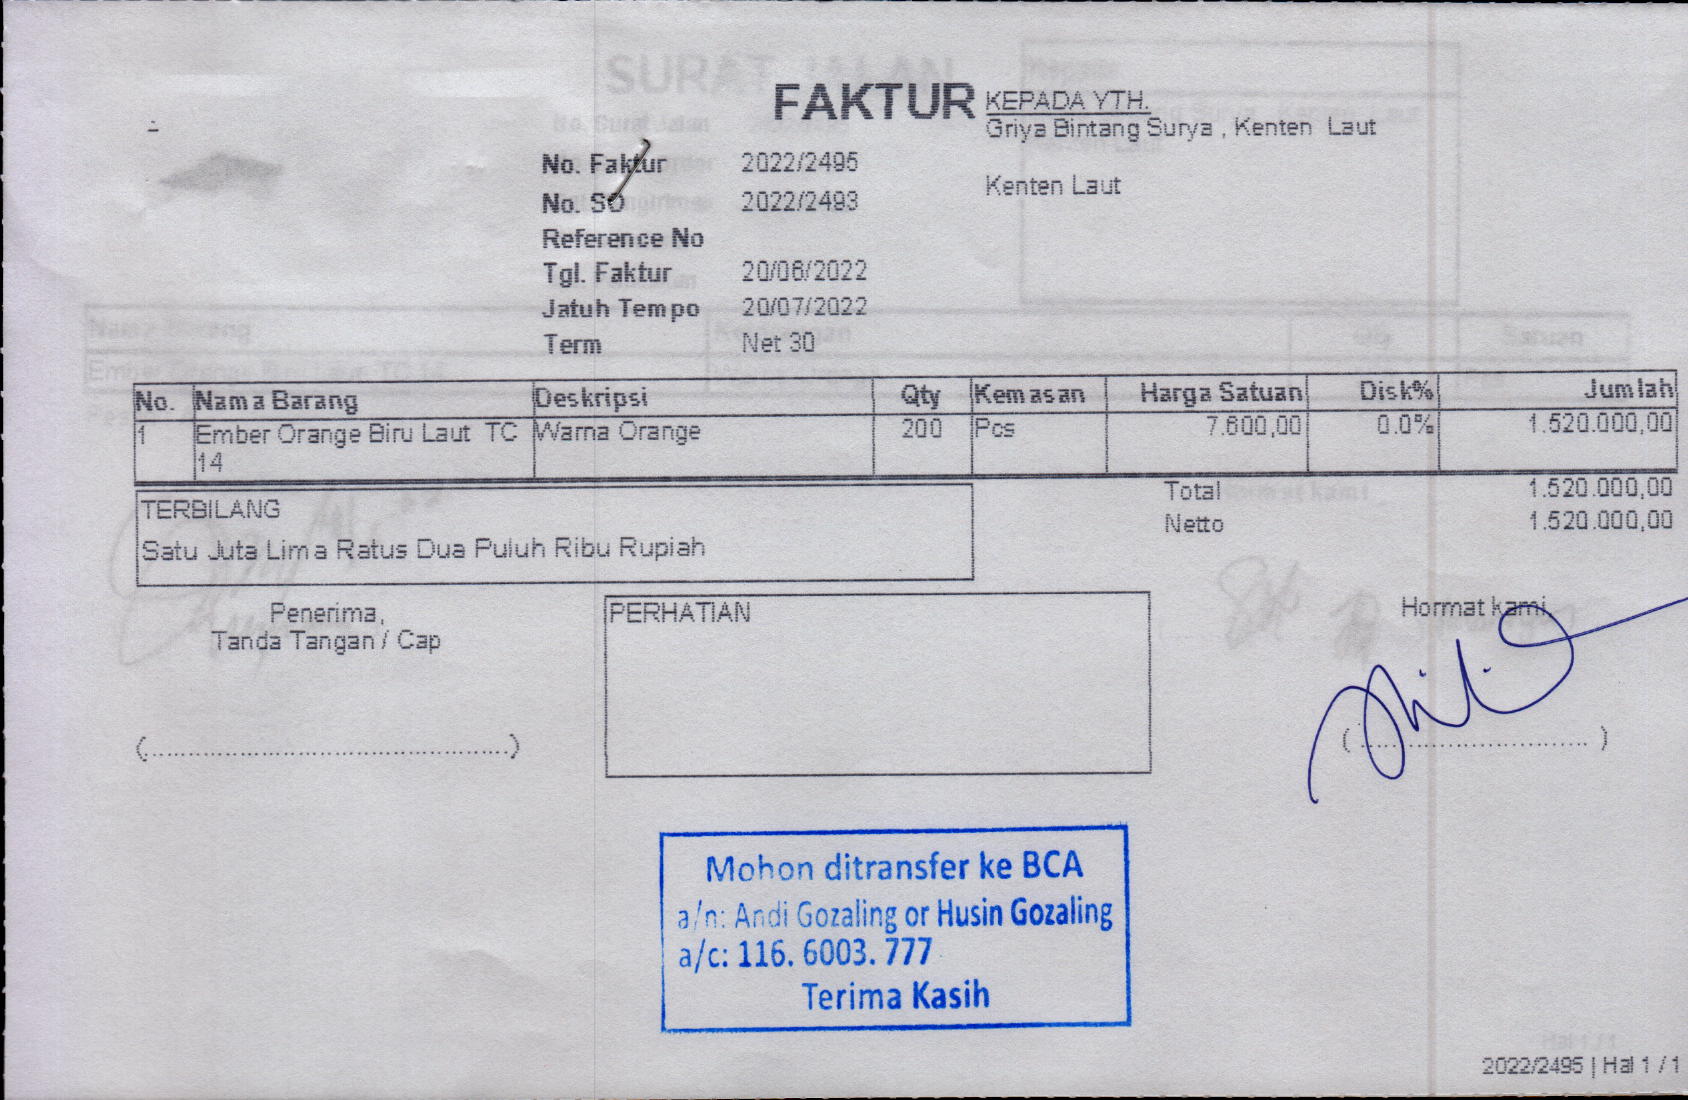 FAKTUR
KEPADA YTH.
Griya Bintang Surya , Kenten Laut
Kenten Laut
No. Faktur 2022/2495
No. SO 2022/2493
Reference No
Tgl. Faktur 20/06/2022
Jatuh Tempo 20/07/2022
Term Net 30
No. Nama Barang Deskripsi Qty Kemasan Harga Satuan Disk% Jumlah
1 Ember Orange Biru Laut TC Warna Orange 200 Pcs 7.600,00 0.0% 1.520.000,00
14
Total 1.520.000,00
Netto 1.520.000,00
TERBILANG
Satu Juta Lima Ratus Dua Puluh Ribu Rupiah
Penerima,
Tanda Tangan / Cap
(................................................)
PERHATIAN
Hormat kami,
( ............................... )
Mohon ditransfer ke BCA
a/n: Andi Gozaling or Husin Gozaling
a/c: 116. 6003. 777
Terima Kasih
2022/2495 | Hal 1 / 1